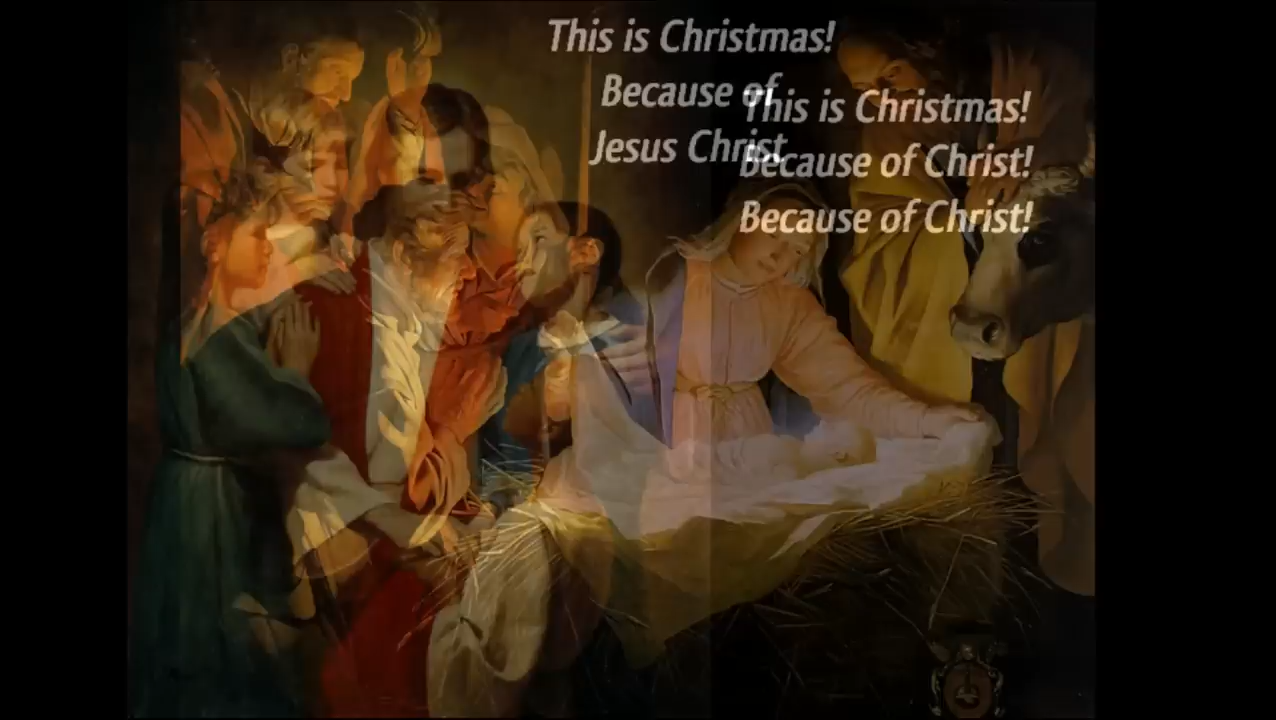 This is Christmas!
Because of
Jesus Christ
This is Christmas!
Because of Christ!
Because of Christ!